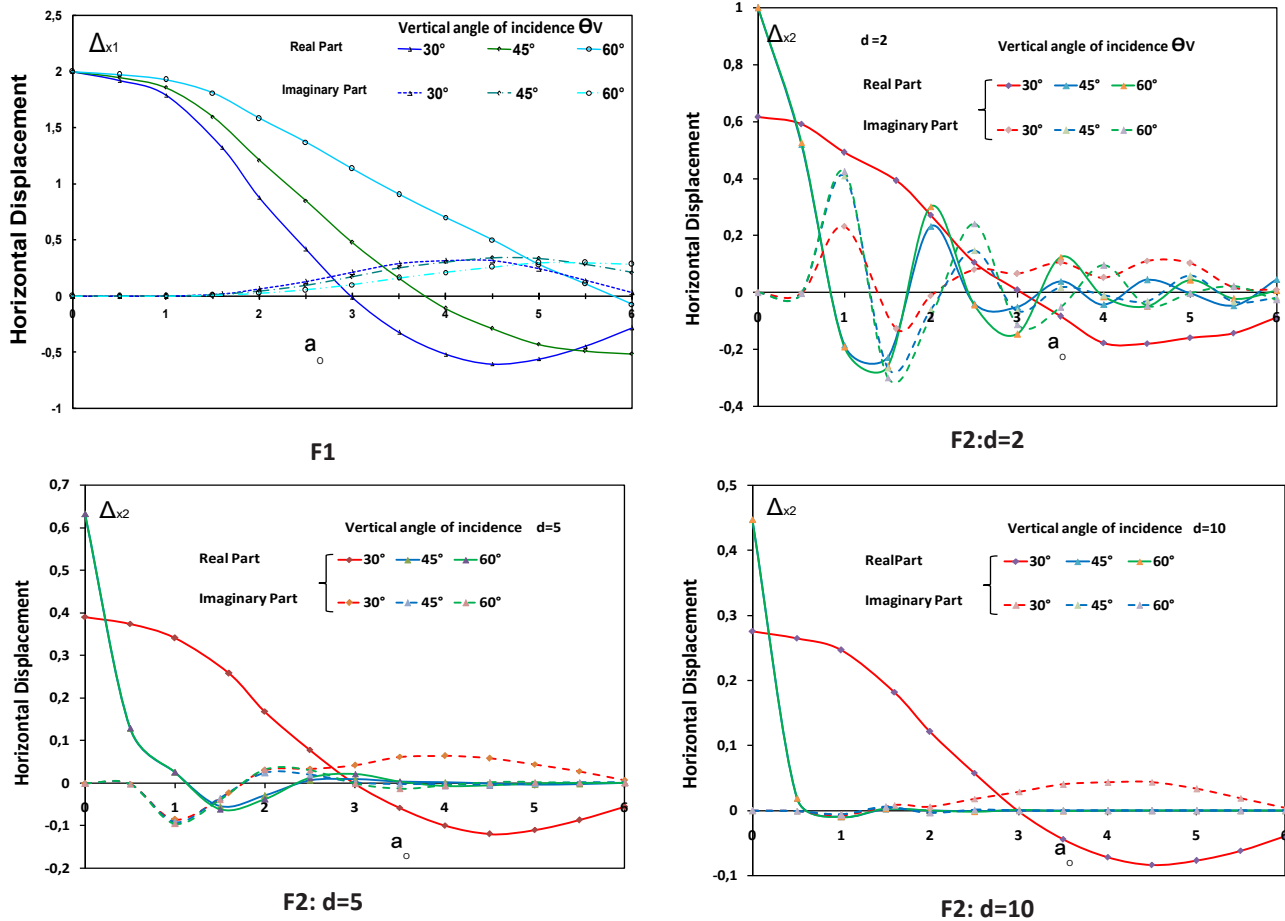 Δx1
Vertical angle of incidence ΘV
Real Part 30° 45° 60°
Imaginary Part 30° 45° 60°
Horizontal Displacement
2,5
2
1,5
1
0,5
0
-0,5
-1
0 1 2 3 4 5 6
a o
F1
Δx2
d =2
Vertical angle of incidence ΘV
Real Part 30° 45° 60°
Imaginary Part 30° 45° 60°
Horizontal Displacement
1
0,8
0,6
0,4
0,2
0
-0,2
-0,4
0 1 2 3 4 5 6
a o
F2:d=2
Δx2
Vertical angle of incidence d=5
Real Part 30° 45° 60°
Imaginary Part 30° 45° 60°
Horizontal Displacement
0,7
0,6
0,5
0,4
0,3
0,2
0,1
0
-0,1
-0,2
0 1 2 3 4 5 6
a o
F2: d=5
Δx2
Vertical angle of incidence d=10
RealPart 30° 45° 60°
Imaginary Part 30° 45° 60°
Horizontal Displacement
0,5
0,4
0,3
0,2
0,1
0
-0,1
0 1 2 3 4 5 6
a o
F2: d=10